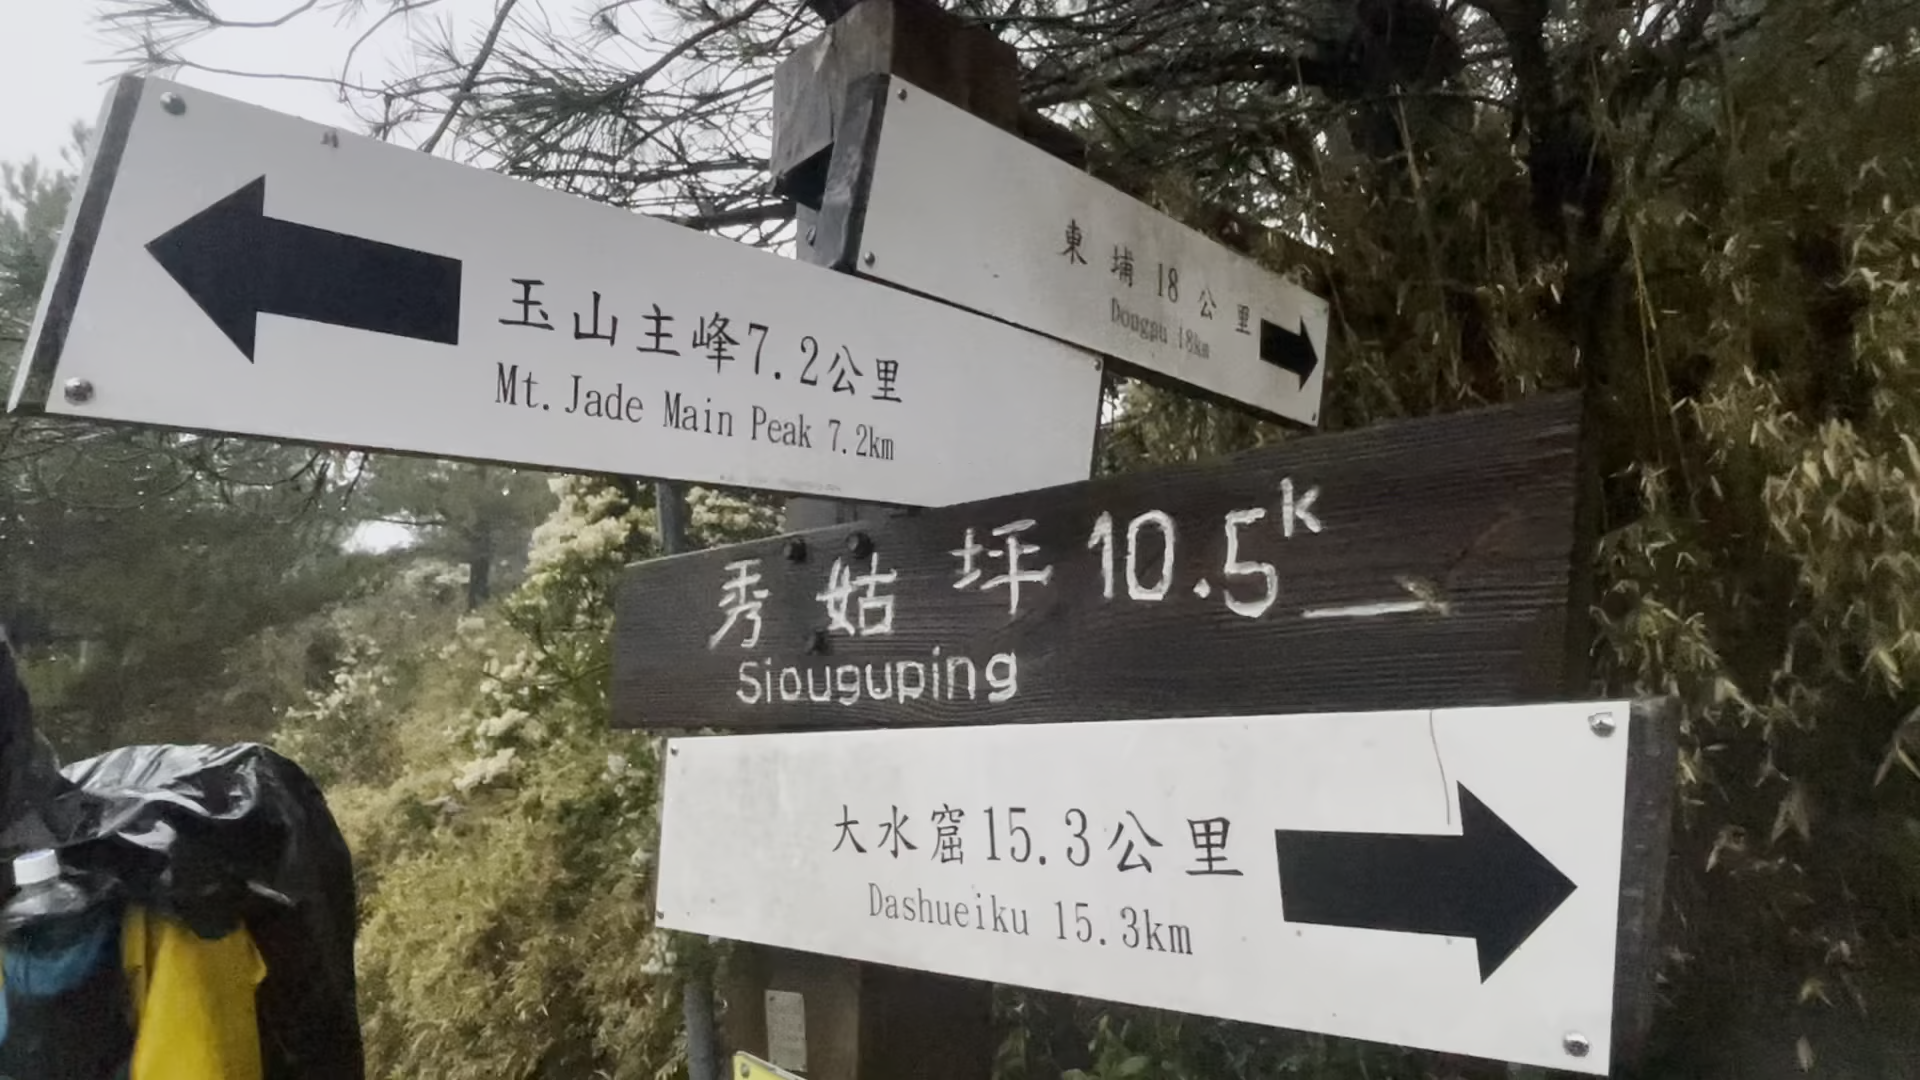 東埔 18 公里
Dongpu 18km
玉山主峰7.2公里
Mt. Jade Main Peak 7.2km
秀姑坪 10.5K
Siouguping
大水窟15.3公里
Dashueiku 15.3km